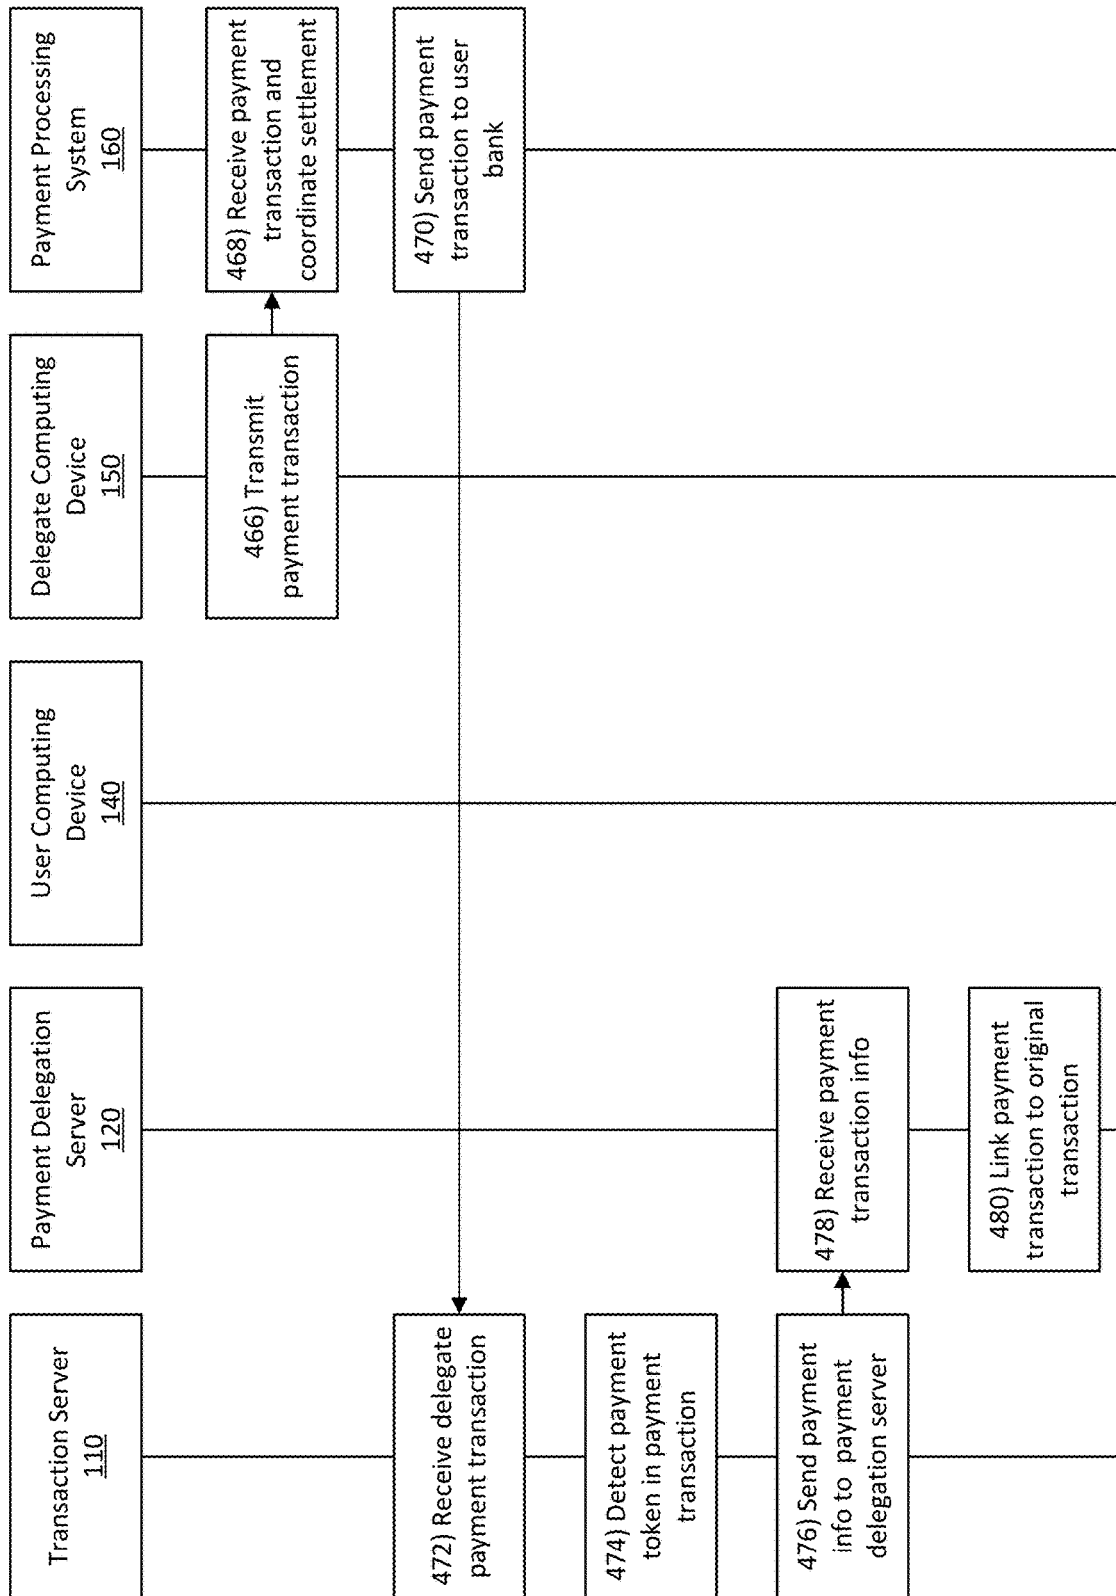 Transaction Server
110
Payment Delegation
Server
120
User Computing
Device
140
Delegate Computing
Device
150
Payment Processing
System
160
466) Transmit
payment transaction
468) Receive payment
transaction and
coordinate settlement
470) Send payment
transaction to user
bank
472) Receive delegate
payment transaction
474) Detect payment
token in payment
transaction
476) Send payment
info to payment
delegation server
478) Receive payment
transaction info
480) Link payment
transaction to original
transaction